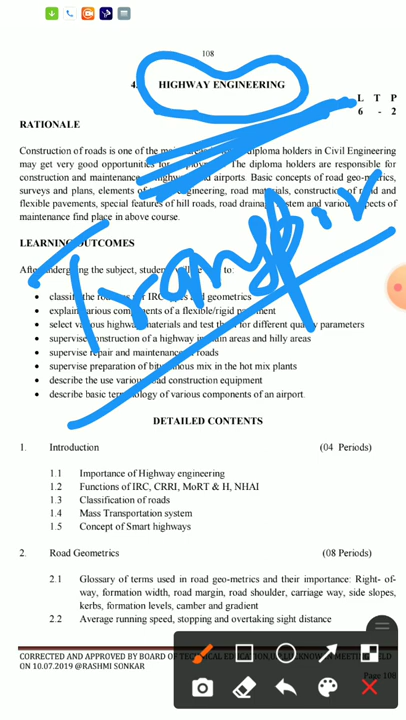 108
4. HIGHWAY ENGINEERING
L T P
6 - 2
RATIONALE
Construction of roads is one of the diploma holders in Civil Engineering
may get very good opportunities for The diploma holders are responsible for
construction and maintenance airports. Basic concepts of road geo-metrics,
surveys and plans, elements of engineering, road materials, construction of and
flexible pavements, special features of hill roads, road drainage system and various aspects of
maintenance find place in above course.
LEARNING OUTCOMES
After undergoing the subject, students will be to:
• classify the geometrics
• explain various components of a flexible/rigid pavement
• select various highway materials and test them for different quality parameters
• supervise construction of a highway in plain areas and hilly areas
• supervise repair and maintenance roads
• supervise preparation of bituminous mix in the hot mix plants
• describe the use various road construction equipment
• describe basic terminology of various components of an airport.
DETAILED CONTENTS
1. Introduction (04 Periods)
1.1 Importance of Highway engineering
1.2 Functions of IRC, CRRI, MoRT & H, NHAI
1.3 Classification of roads
1.4 Mass Transportation system
1.5 Concept of Smart highways
2. Road Geometrics (08 Periods)
2.1 Glossary of terms used in road geo-metrics and their importance: Right- of-
way, formation width, road margin, road shoulder, carriage way, side slopes,
kerbs, formation levels, camber and gradient
2.2 Average running speed, stopping and overtaking sight distance
CORRECTED AND APPROVED BY BOARD OF
ON 10.07.2019 @RASHMI SONKAR
Page 108